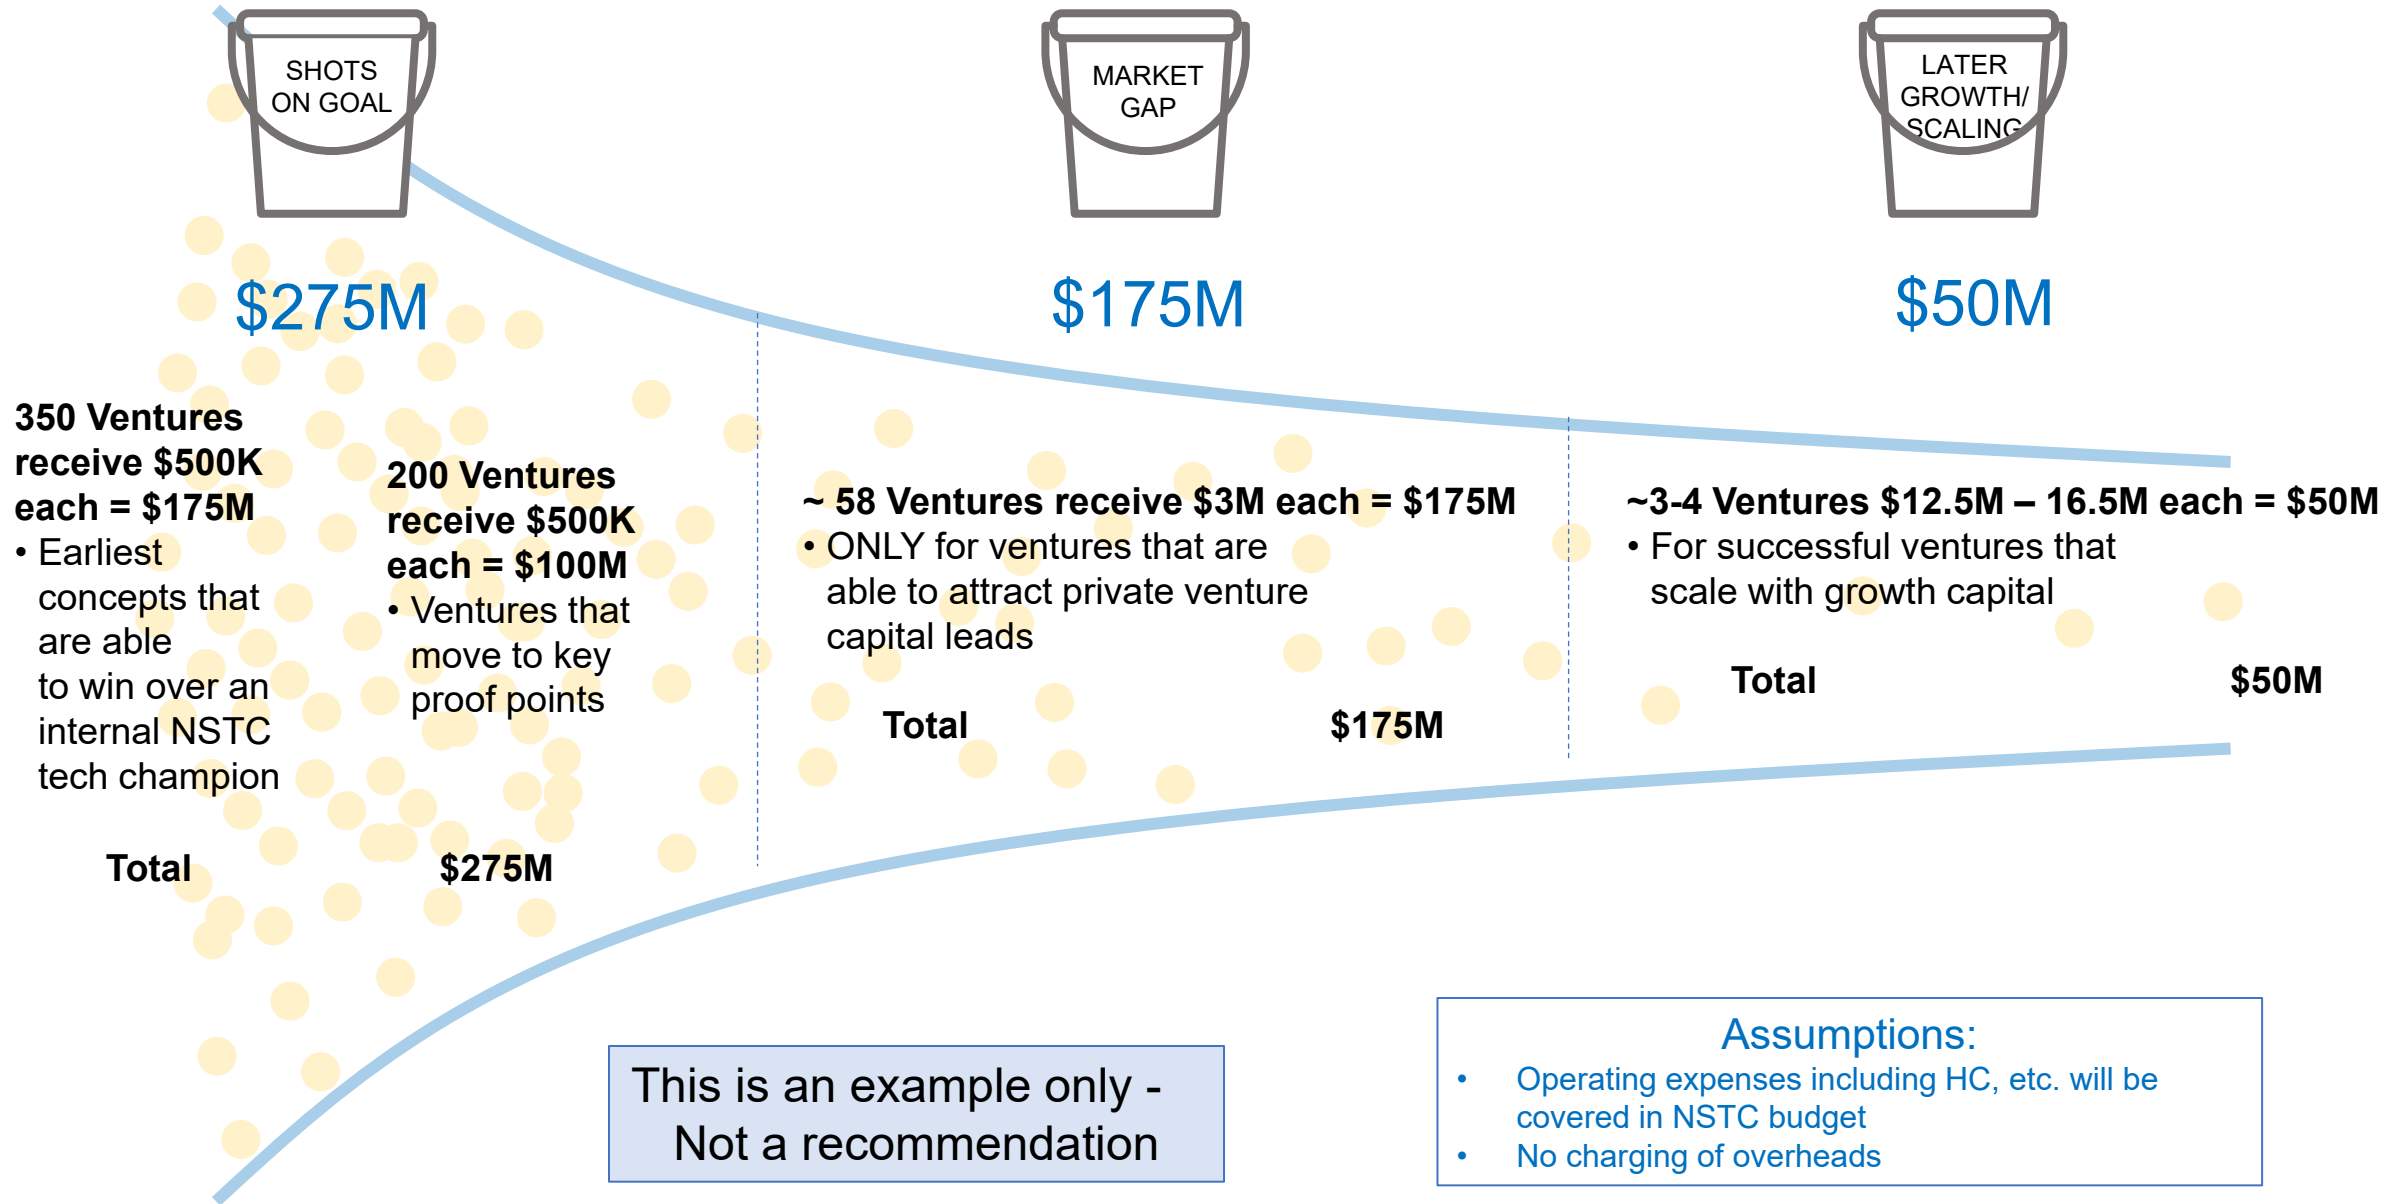 SHOTS
ON GOAL
MARKET
GAP
LATER
GROWTH/
SCALING
$275M
$175M
$50M
350 Ventures
receive $500K
each = $175M
• Earliest
concepts that
are able
to win over an
internal NSTC
tech champion
200 Ventures
receive $500K
each = $100M
• Ventures that
move to key
proof points
Total $275M
~ 58 Ventures receive $3M each = $175M
• ONLY for ventures that are
able to attract private venture
capital leads
Total $175M
~3-4 Ventures $12.5M – 16.5M each = $50M
• For successful ventures that
scale with growth capital
Total $50M
This is an example only -
Not a recommendation
Assumptions:
• Operating expenses including HC, etc. will be
covered in NSTC budget
• No charging of overheads